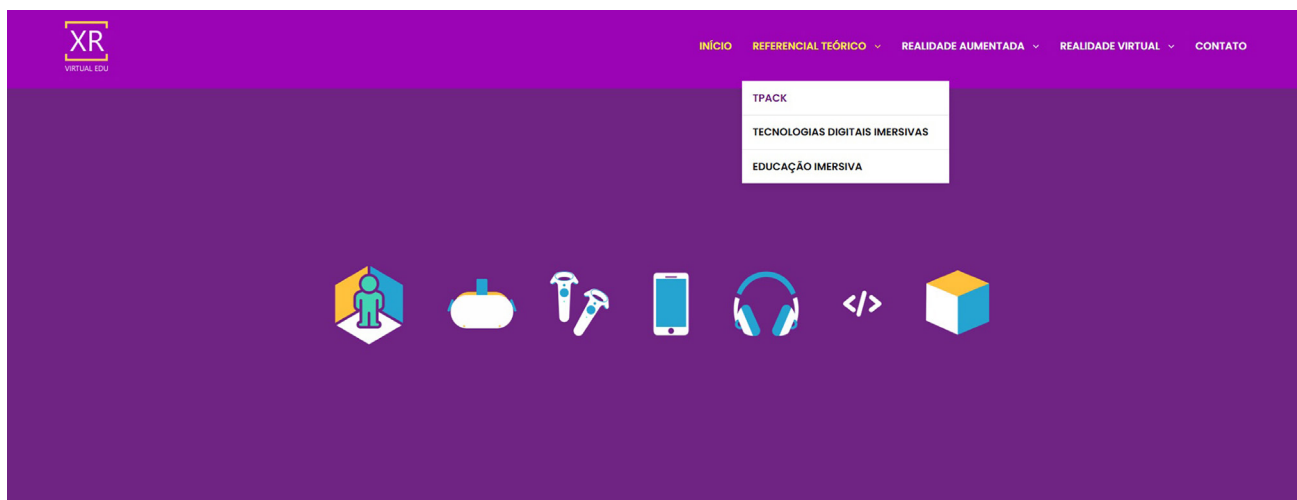 XR
VIRTUAL EDU
INÍCIO REFERENCIAL TEÓRICO REALIDADE AUMENTADA REALIDADE VIRTUAL CONTATO
TPACK
TECNOLOGIAS DIGITAIS IMERSIVAS
EDUCAÇÃO IMERSIVA
</>